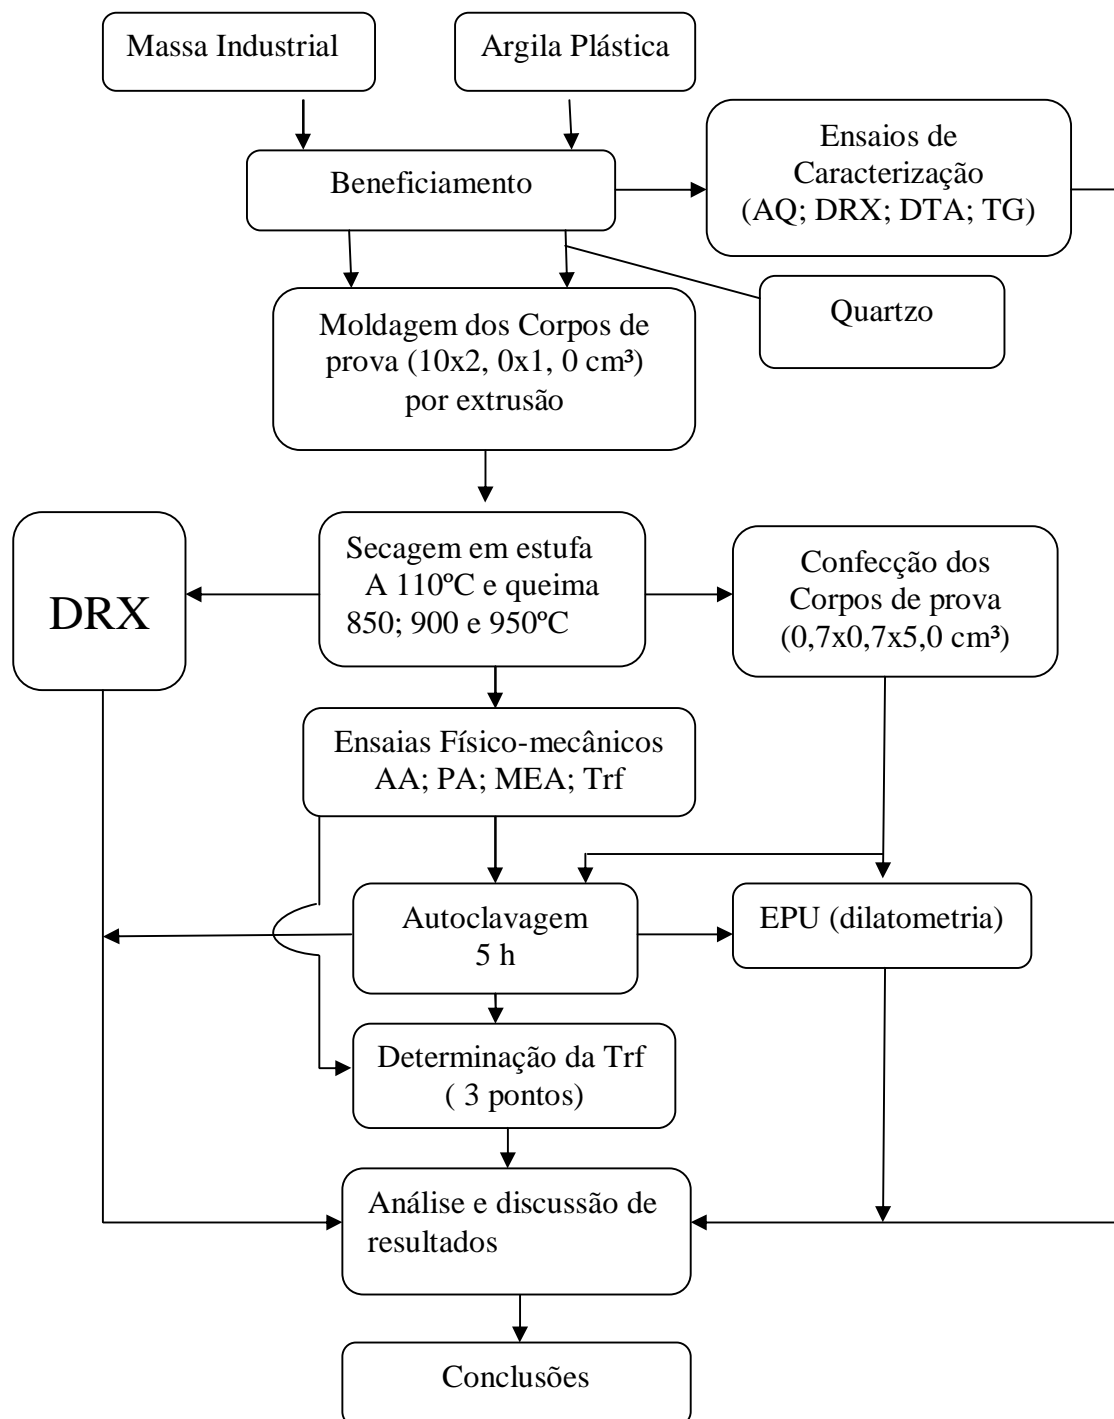 Massa Industrial
Argila Plástica
Ensaios de
Caracterização
(AQ; DRX; DTA; TG)
Beneficiamento
Quartzo
Moldagem dos Corpos de
prova (10x2, 0x1, 0 cm³)
por extrusão
DRX
Secagem em estufa
A 110ºC e queima
850; 900 e 950ºC
Confecção dos
Corpos de prova
(0,7x0,7x5,0 cm³)
Ensaias Físico-mecânicos
AA; PA; MEA; Trf
Autoclavagem
5 h
EPU (dilatometria)
Determinação da Trf
( 3 pontos)
Análise e discussão de
resultados
Conclusões